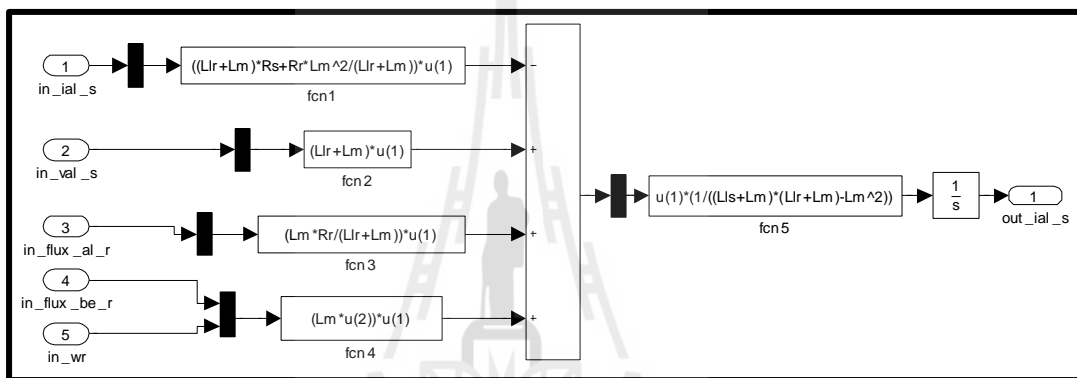 1
in_ial_s
((Llr+Lm)*Rs+Rr*Lm^2/(Llr+Lm))*u(1)
fcn1
−
2
in_val_s
(Llr+Lm)*u(1)
fcn2
+
3
in_flux_al_r
(Lm*Rr/(Llr+Lm))*u(1)
fcn3
+
4
in_flux_be_r
5
in_wr
(Lm*u(2))*u(1)
fcn4
+
u(1)*(1/((Lls+Lm)*(Llr+Lm)-Lm^2))
fcn5
1
s
1
out_ial_s